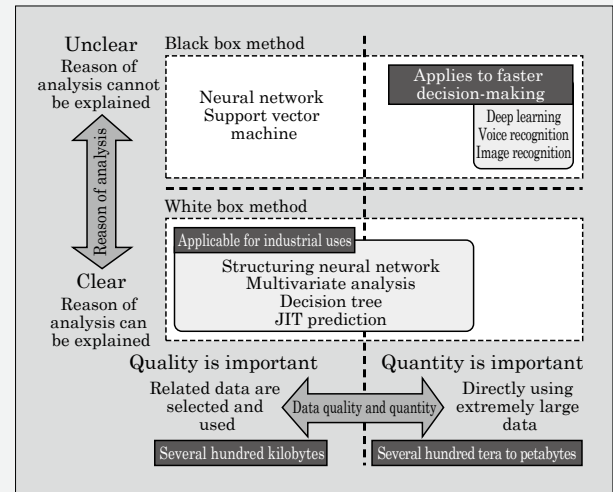 Unclear
Reason of
analysis cannot
be explained
Reason of analysis
Clear
Reason of
analysis can
be explained
Black box method
Neural network
Support vector
machine
Applies to faster
decision-making
Deep learning
Voice recognition
Image recognition
White box method
Applicable for industrial uses
Structuring neural network
Multivariate analysis
Decision tree
JIT prediction
Quality is important
Related data are
selected and
used
Several hundred kilobytes
Data quality and quantity
Quantity is important
Directly using
extremely large
data
Several hundred tera to petabytes